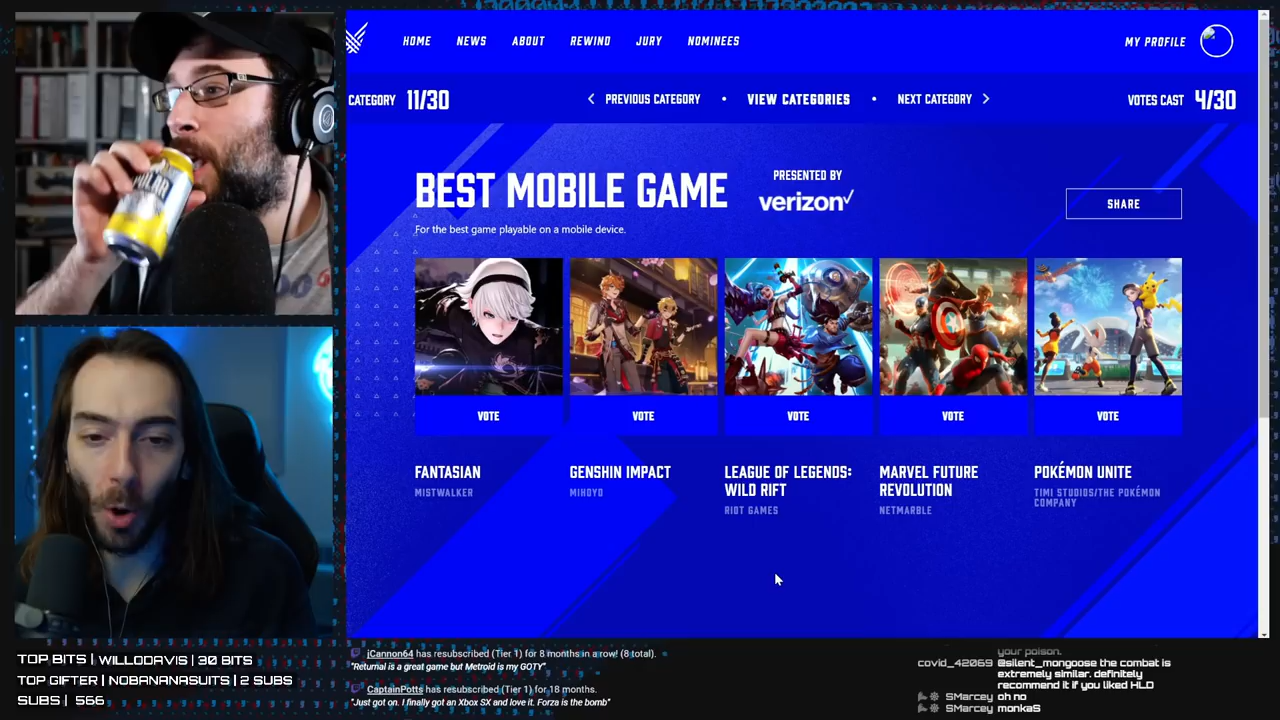 HOME NEWS ABOUT REWIND JURY NOMINEES
MY PROFILE
CATEGORY 11/30
PREVIOUS CATEGORY • VIEW CATEGORIES • NEXT CATEGORY
VOTES CAST 4/30
BEST MOBILE GAME
PRESENTED BY
verizon
SHARE
For the best game playable on a mobile device.
VOTE VOTE VOTE VOTE VOTE
FANTASIAN
MISTWALKER
GENSHIN IMPACT
MIHOYO
LEAGUE OF LEGENDS:
WILD RIFT
RIOT GAMES
MARVEL FUTURE
REVOLUTION
NETMARBLE
POKÉMON UNITE
TIMI STUDIOS/THE POKÉMON
COMPANY
POLAR
TOP BITS | WILLODAVIS | 30 BITS
TOP GIFTER | NOBANANASUITS | 2 SUBS
SUBS | 566
jCannon64 has resubscribed (Tier 1) for 8 months in a row! (8 total).
"Returnal is a great game but Metroid is my GOTY"
CaptainPotts has resubscribed (Tier 1) for 18 months.
"Just got on. I finally got an Xbox SX and love it. Forza is the bomb"
your poison.
covid_42069 @silent_mongoose the combat is
extremely similar. definitely
recommend it if you liked HLD
SMarcey oh no
SMarcey monkaS